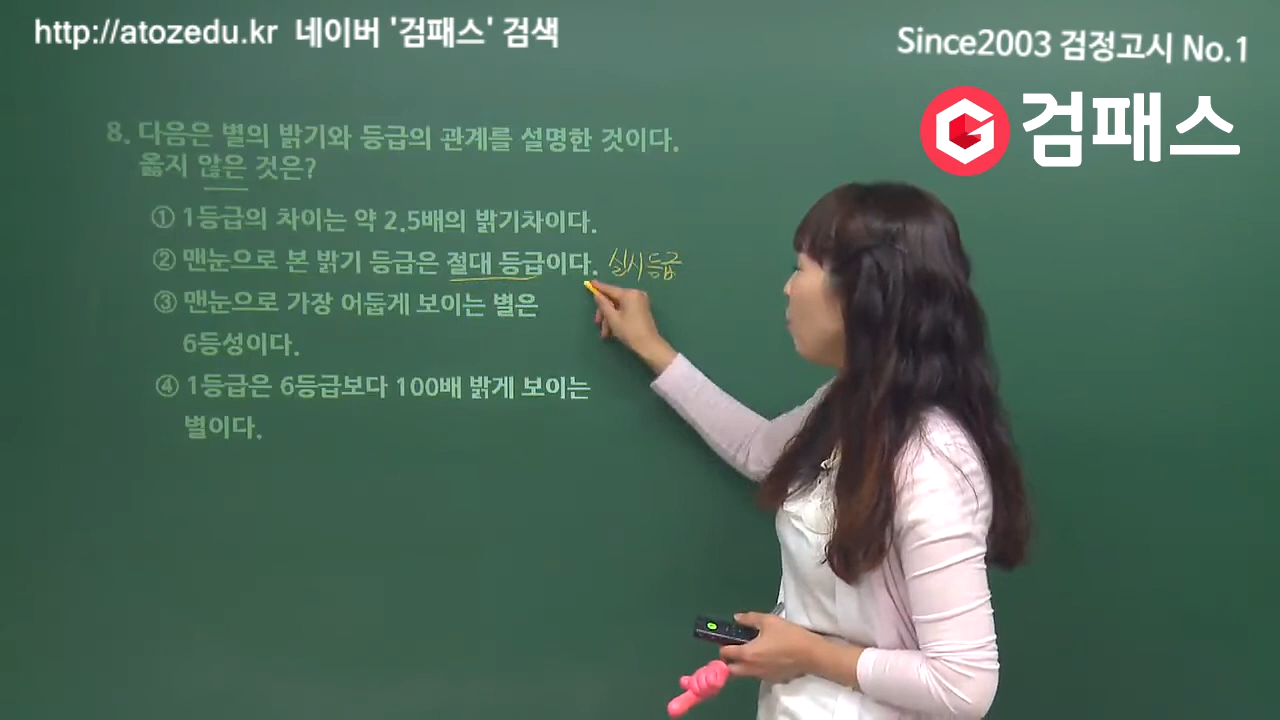 http://atozedu.kr 네이버 '검패스' 검색
Since2003 검정고시 No.1
검패스
8. 다음은 별의 밝기와 등급의 관계를 설명한 것이다.
옳지 않은 것은?
① 1등급의 차이는 약 2.5배의 밝기차이다.
② 맨눈으로 본 밝기 등급은 절대 등급이다. 실시등급
③ 맨눈으로 가장 어둡게 보이는 별은
6등성이다.
④ 1등급은 6등급보다 100배 밝게 보이는
별이다.